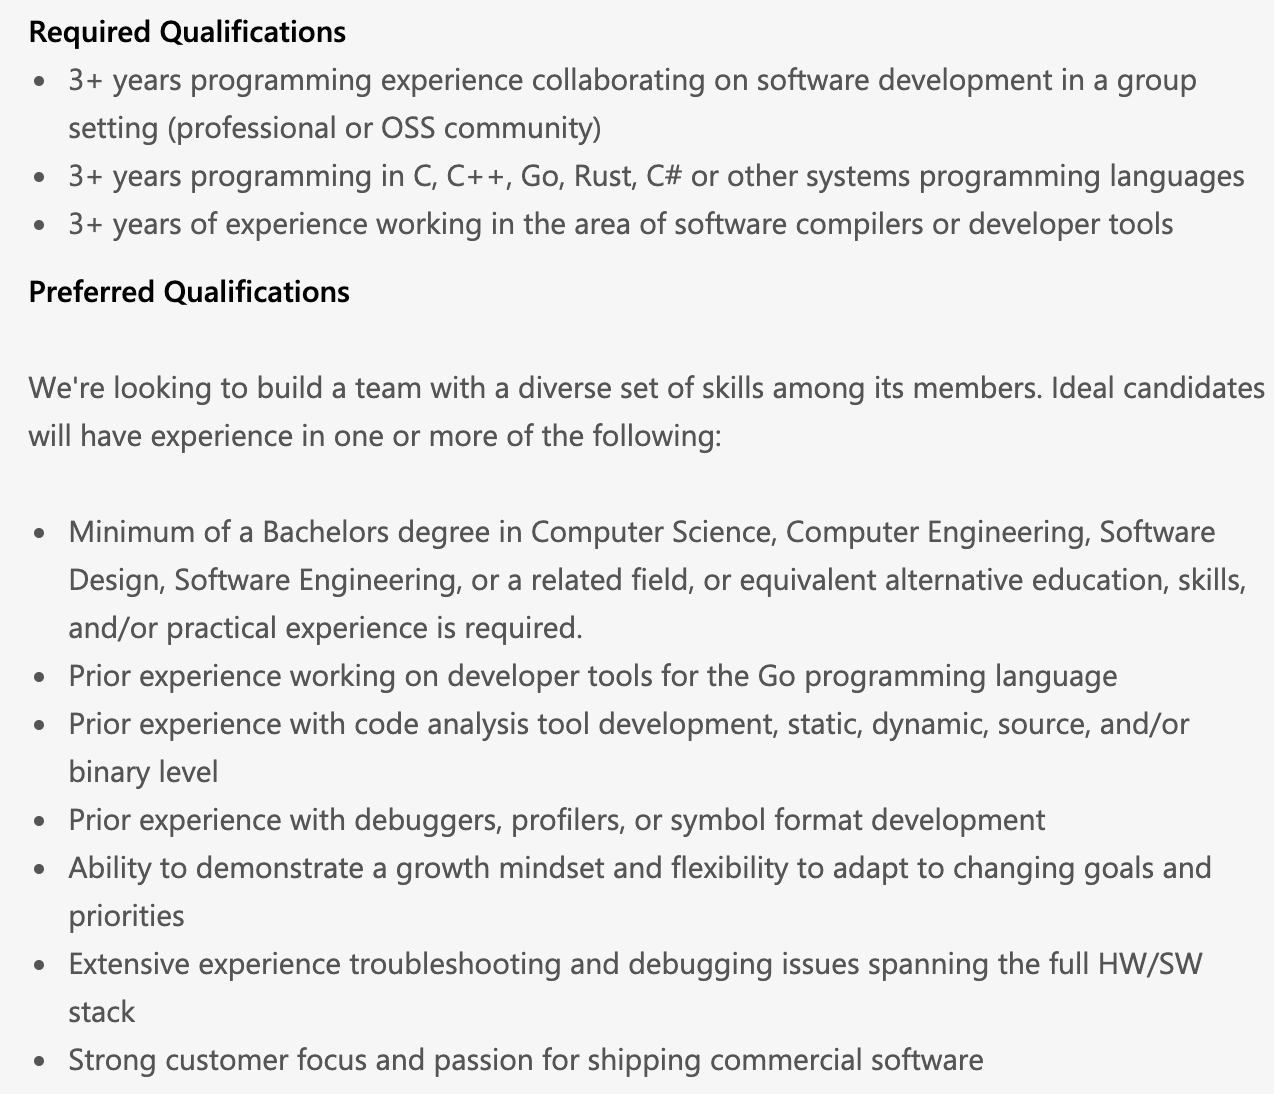 Required Qualifications
• 3+ years programming experience collaborating on software development in a group
setting (professional or OSS community)
• 3+ years programming in C, C++, Go, Rust, C# or other systems programming languages
• 3+ years of experience working in the area of software compilers or developer tools
Preferred Qualifications
We're looking to build a team with a diverse set of skills among its members. Ideal candidates
will have experience in one or more of the following:
• Minimum of a Bachelors degree in Computer Science, Computer Engineering, Software
Design, Software Engineering, or a related field, or equivalent alternative education, skills,
and/or practical experience is required.
• Prior experience working on developer tools for the Go programming language
• Prior experience with code analysis tool development, static, dynamic, source, and/or
binary level
• Prior experience with debuggers, profilers, or symbol format development
• Ability to demonstrate a growth mindset and flexibility to adapt to changing goals and
priorities
• Extensive experience troubleshooting and debugging issues spanning the full HW/SW
stack
• Strong customer focus and passion for shipping commercial software